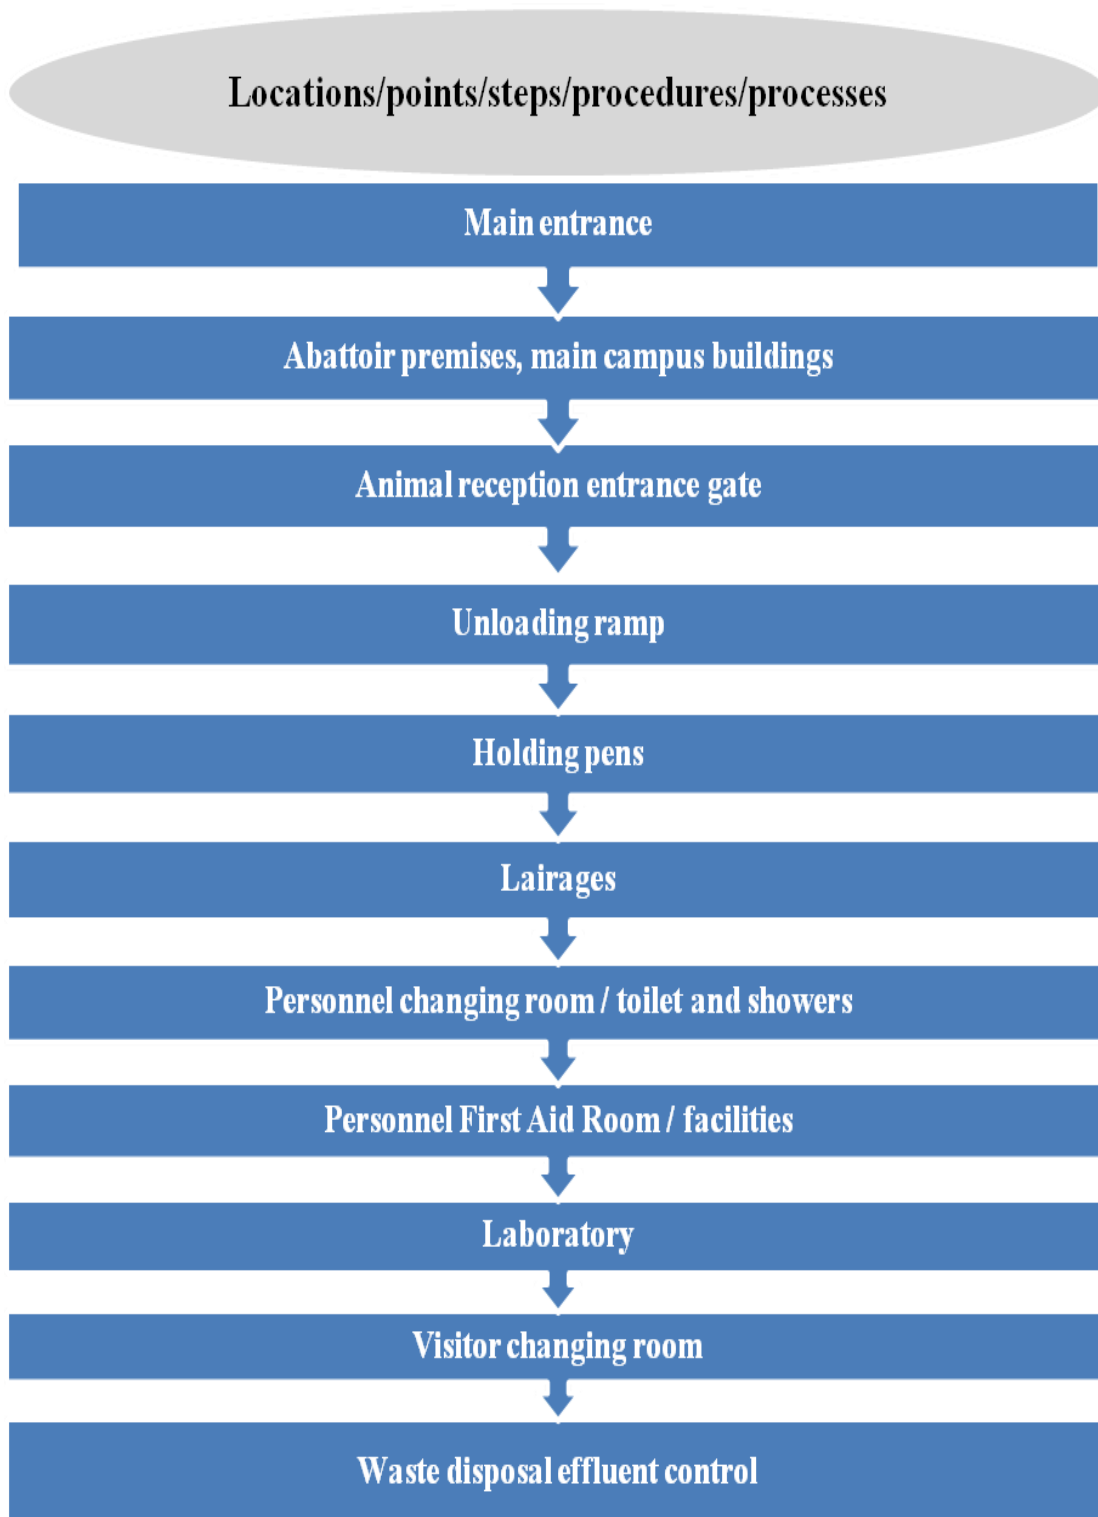 Locations/points/steps/procedures/processes
Main entrance
Abattoir premises, main campus buildings
Animal reception entrance gate
Unloading ramp
Holding pens
Lairages
Personnel changing room / toilet and showers
Personnel First Aid Room / facilities
Laboratory
Visitor changing room
Waste disposal effluent control